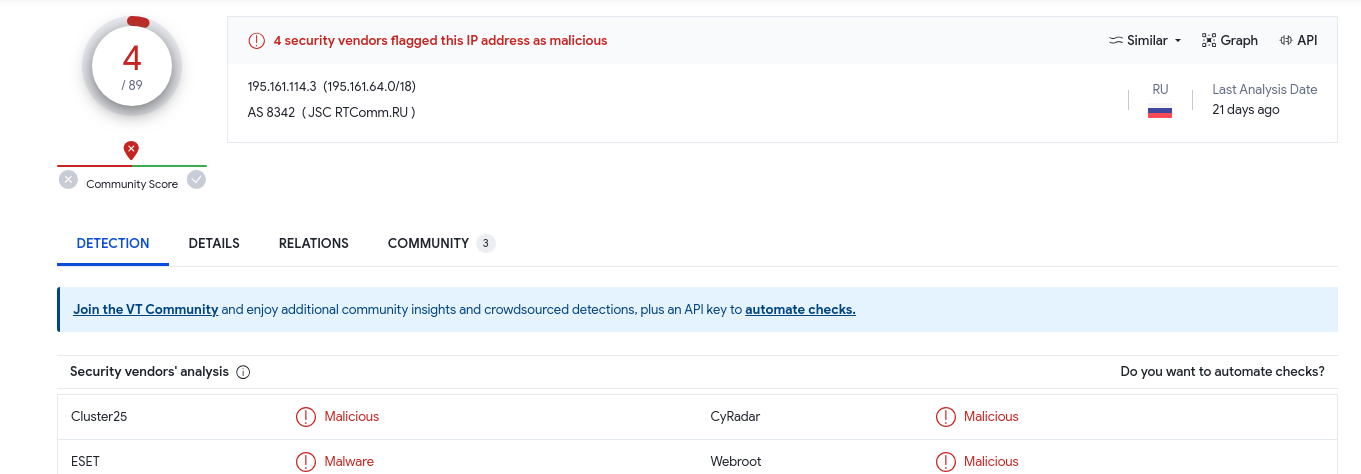 4
/ 89
Community Score
4 security vendors flagged this IP address as malicious
Similar
Graph
API
195.161.114.3 (195.161.64.0/18)
AS 8342 ( JSC RTComm.RU )
RU
Last Analysis Date
21 days ago
DETECTION
DETAILS
RELATIONS
COMMUNITY 3
Join the VT Community and enjoy additional community insights and crowdsourced detections, plus an API key to automate checks.
Security vendors' analysis
Do you want to automate checks?
Cluster25 Malicious CyRadar Malicious
ESET Malware Webroot Malicious